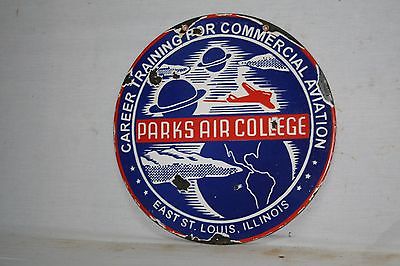 CAREER TRAINING FOR COMMERCIAL AVIATION
PARKS AIR COLLEGE
EAST ST. LOUIS, ILLINOIS